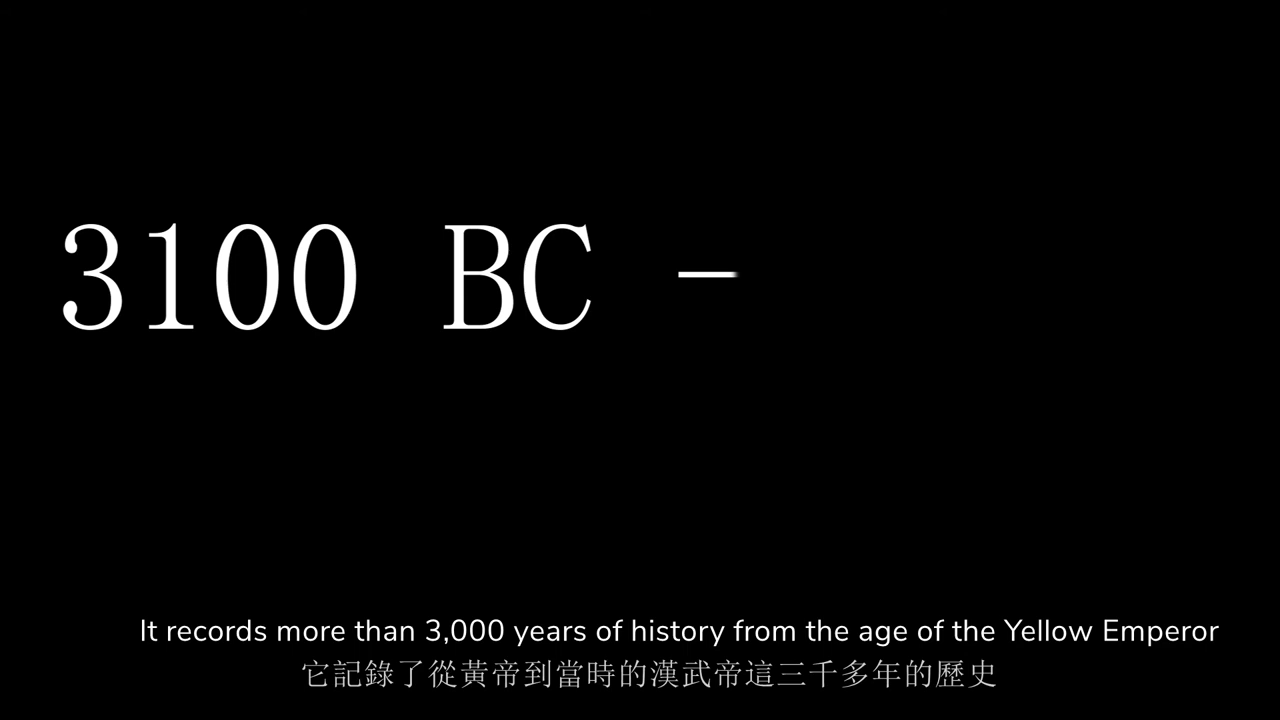 3100 BC -
It records more than 3,000 years of history from the age of the Yellow Emperor
它記錄了從黃帝到當時的漢武帝這三千多年的歷史